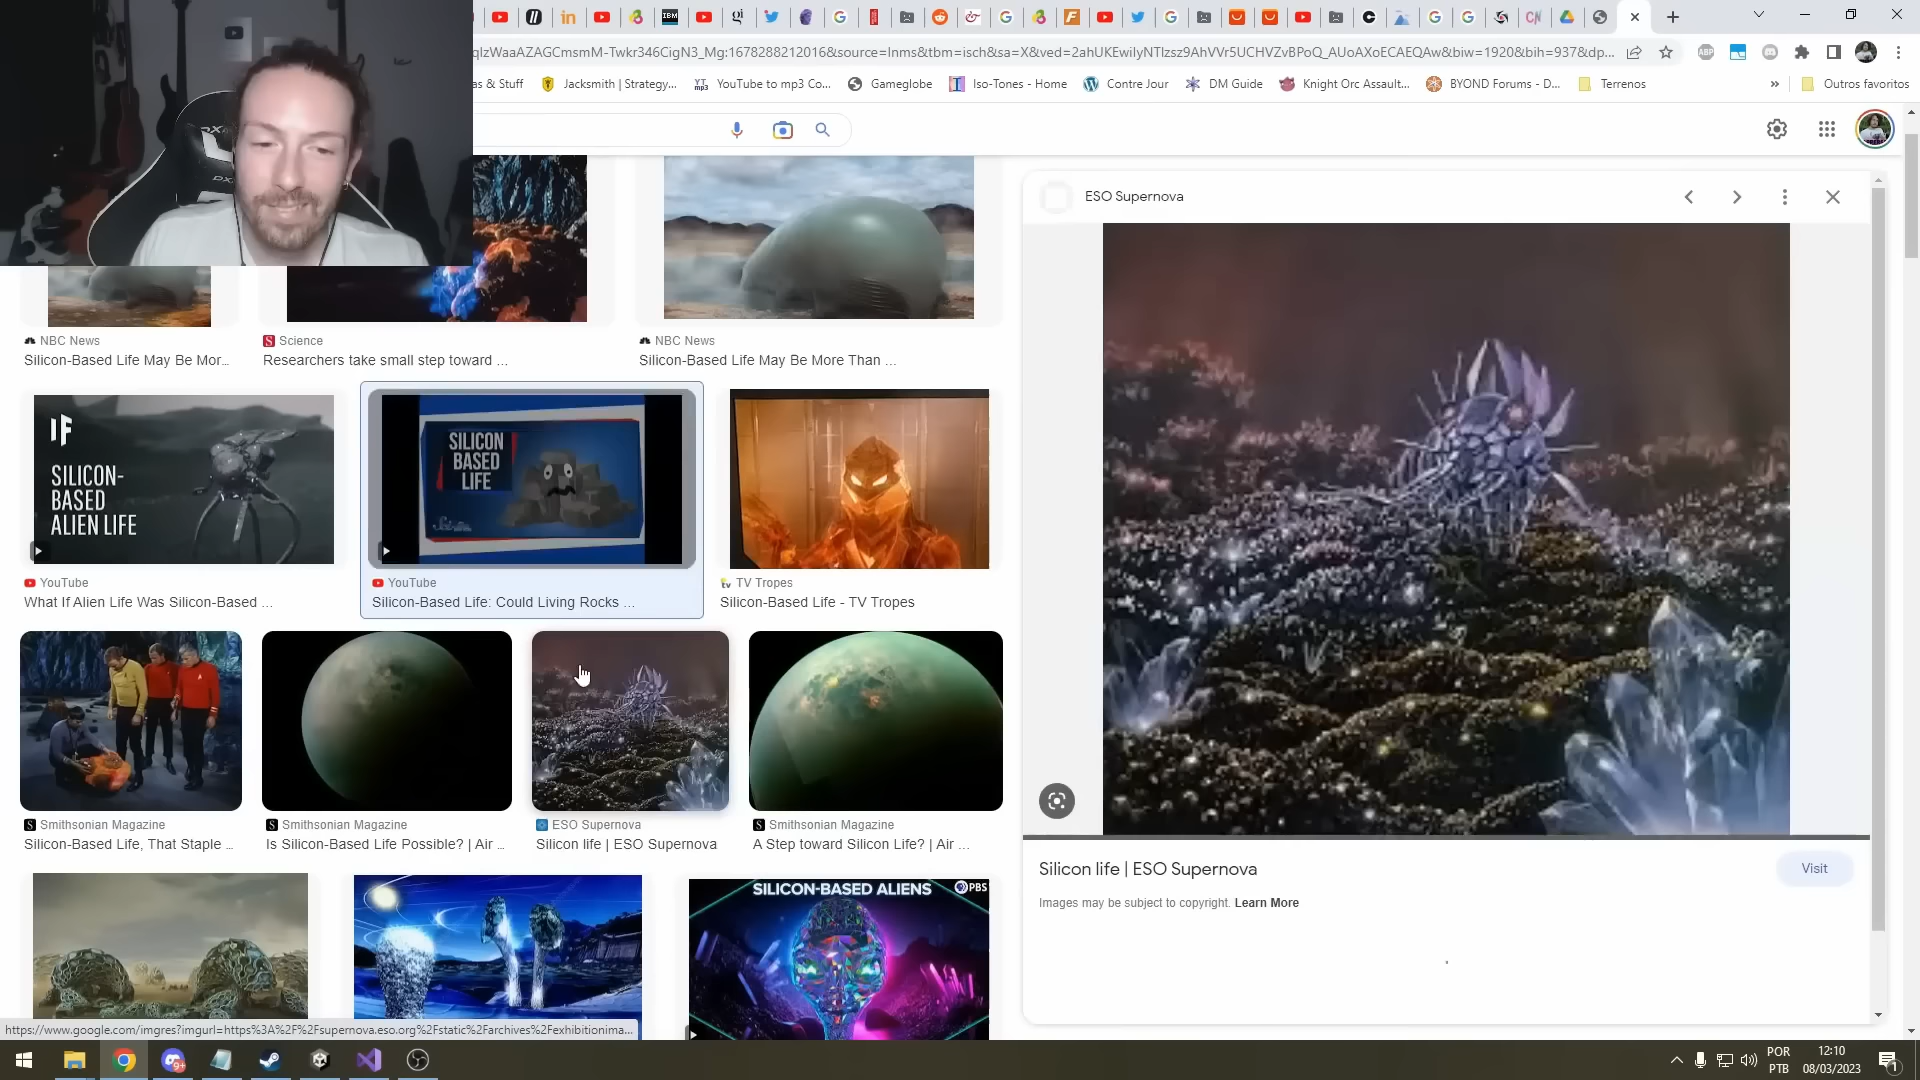 qlzWaaAZAGCmsmM-Twkr346CigN3_Mg:1678288212016&source=lnms&tbm=isch&sa=X&ved=2ahUKEwilyNTlzsz9AhVVr5UCHVZvBPoQ_AUoAXoECAEQAw&biw=1920&bih=937&dp...
as & Stuff
Jacksmith | Strategy...
YouTube to mp3 Co...
Gameglobe
Iso-Tones - Home
Contre Jour
DM Guide
Knight Orc Assault...
BYOND Forums - D...
Terrenos
»
Outros favoritos
ESO Supernova
NBC News
Silicon-Based Life May Be Mor...
Science
Researchers take small step toward ...
NBC News
Silicon-Based Life May Be More Than ...
IF
SILICON-
BASED
ALIEN LIFE
SILICON
BASED
LIFE
YouTube
What If Alien Life Was Silicon-Based ...
YouTube
Silicon-Based Life: Could Living Rocks ...
TV Tropes
Silicon-Based Life - TV Tropes
Smithsonian Magazine
Silicon-Based Life, That Staple ...
Smithsonian Magazine
Is Silicon-Based Life Possible? | Air ...
ESO Supernova
Silicon life | ESO Supernova
Smithsonian Magazine
A Step toward Silicon Life? | Air ...
Silicon life | ESO Supernova
Visit
Images may be subject to copyright. Learn More
SILICON-BASED ALIENS
PBS
https://www.google.com/imgres?imgurl=https%3A%2F%2Fsupernova.eso.org%2Fstatic%2Farchives%2Fexhibitionima...
9+
POR
PTB
12:10
08/03/2023
1